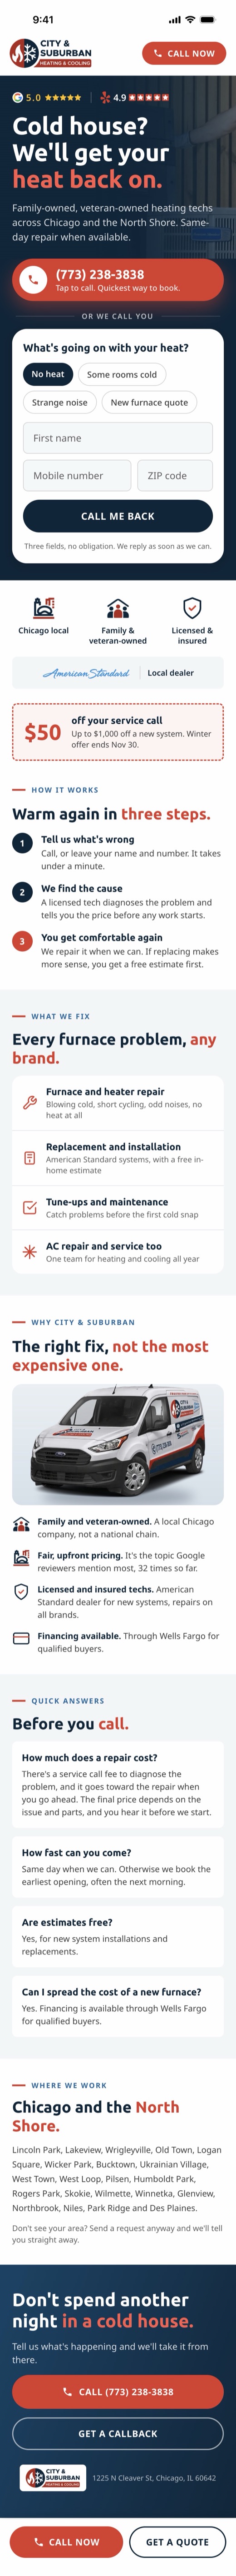 9:41
CITY &
SUBURBAN
HEATING & COOLING
CALL NOW
5.0 4.9
Cold house?
We'll get your
heat back on.
Family-owned, veteran-owned heating techs
across Chicago and the North Shore. Same-
day repair when available.
(773) 238-3838
Tap to call. Quickest way to book.
OR WE CALL YOU
What's going on with your heat?
No heat Some rooms cold
Strange noise New furnace quote
First name
Mobile number ZIP code
CALL ME BACK
Three fields, no obligation. We reply as soon as we can.
Chicago local Family & Licensed &
veteran-owned insured
American Standard Local dealer
$50
off your service call
Up to $1,000 off a new system. Winter
offer ends Nov 30.
HOW IT WORKS
Warm again in three steps.
1 Tell us what's wrong
Call, or leave your name and number. It takes
under a minute.
2 We find the cause
A licensed tech diagnoses the problem and
tells you the price before any work starts.
3 You get comfortable again
We repair it when we can. If replacing makes
more sense, you get a free estimate first.
WHAT WE FIX
Every furnace problem, any
brand.
Furnace and heater repair
Blowing cold, short cycling, odd noises, no
heat at all
Replacement and installation
American Standard systems, with a free in-
home estimate
Tune-ups and maintenance
Catch problems before the first cold snap
AC repair and service too
One team for heating and cooling all year
WHY CITY & SUBURBAN
The right fix, not the most
expensive one.
Family and veteran-owned. A local Chicago
company, not a national chain.
Fair, upfront pricing. It's the topic Google
reviewers mention most, 32 times so far.
Licensed and insured techs. American
Standard dealer for new systems, repairs on
all brands.
Financing available. Through Wells Fargo for
qualified buyers.
QUICK ANSWERS
Before you call.
How much does a repair cost?
There's a service call fee to diagnose the
problem, and it goes toward the repair when
you go ahead. The final price depends on the
issue and parts, and you hear it before we start.
How fast can you come?
Same day when we can. Otherwise we book the
earliest opening, often the next morning.
Are estimates free?
Yes, for new system installations and
replacements.
Can I spread the cost of a new furnace?
Yes. Financing is available through Wells Fargo
for qualified buyers.
WHERE WE WORK
Chicago and the North
Shore.
Lincoln Park, Lakeview, Wrigleyville, Old Town, Logan
Square, Wicker Park, Bucktown, Ukrainian Village,
West Town, West Loop, Pilsen, Humboldt Park,
Rogers Park, Skokie, Wilmette, Winnetka, Glenview,
Northbrook, Niles, Park Ridge and Des Plaines.
Don't see your area? Send a request anyway and we'll tell
you straight away.
Don't spend another
night in a cold house.
Tell us what's happening and we'll take it from
there.
CALL (773) 238-3838
GET A CALLBACK
CITY &
SUBURBAN
HEATING & COOLING
1225 N Cleaver St, Chicago, IL 60642
CALL NOW GET A QUOTE